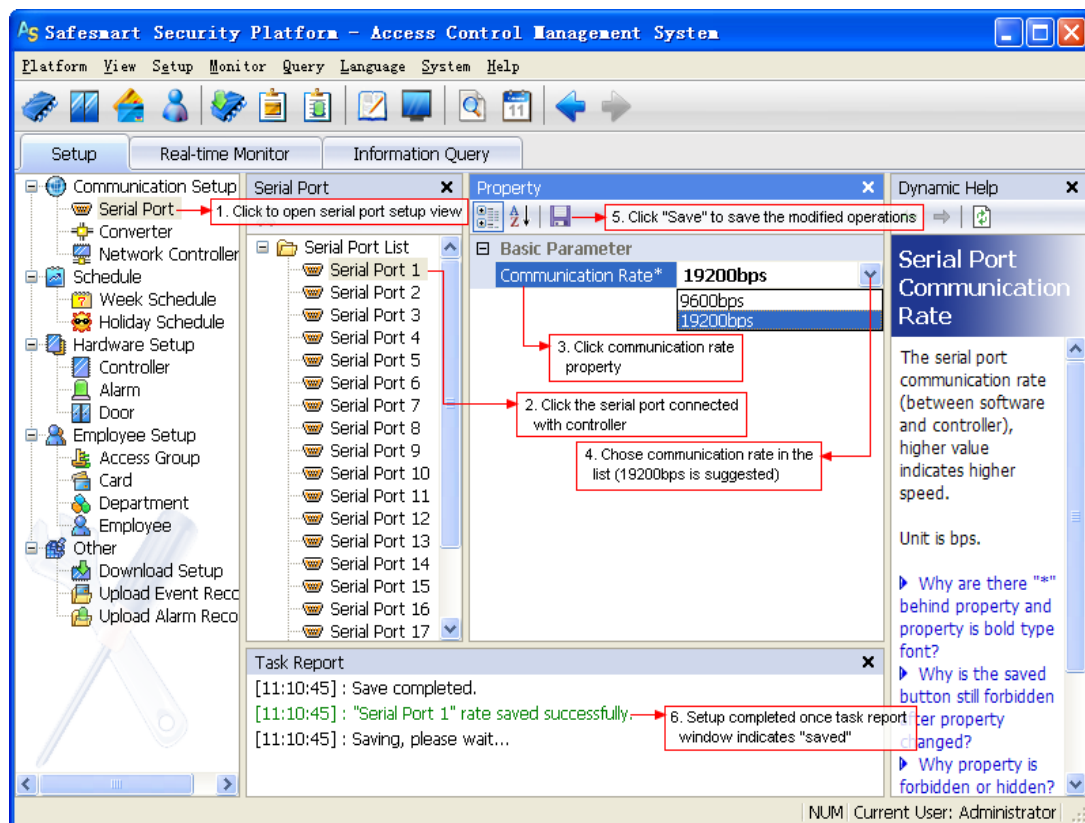 Safesmart Security Platform - Access Control Management System
Platform View Setup Monitor Query Language System Help
Setup Real-time Monitor Information Query
Communication Setup
Serial Port
Converter
Network Controller
Schedule
Week Schedule
Holiday Schedule
Hardware Setup
Controller
Alarm
Door
Employee Setup
Access Group
Card
Department
Employee
Other
Download Setup
Upload Event Reco
Upload Alarm Reco
Serial Port
1. Click to open serial port setup view
Serial Port List
Serial Port 1
Serial Port 2
Serial Port 3
Serial Port 4
Serial Port 5
Serial Port 6
Serial Port 7
Serial Port 8
Serial Port 9
Serial Port 10
Serial Port 11
Serial Port 12
Serial Port 13
Serial Port 14
Serial Port 15
Serial Port 16
Serial Port 17
Property
5. Click "Save" to save the modified operations
Basic Parameter
Communication Rate* 19200bps
9600bps
19200bps
3. Click communication rate
property
2. Click the serial port connected
with controller
4. Chose communication rate in the
list (19200bps is suggested)
Dynamic Help
Serial Port
Communication
Rate
The serial port
communication rate
(between software
and controller),
higher value
indicates higher
speed.
Unit is bps.
Why are there "*"
behind property and
property is bold type
font?
Why is the saved
button still forbidden
after property
changed?
Why property is
forbidden or hidden?
Task Report
[11:10:45] : Save completed.
[11:10:45] : "Serial Port 1" rate saved successfully.
[11:10:45] : Saving, please wait...
6. Setup completed once task report
window indicates "saved"
NUM Current User: Administrator